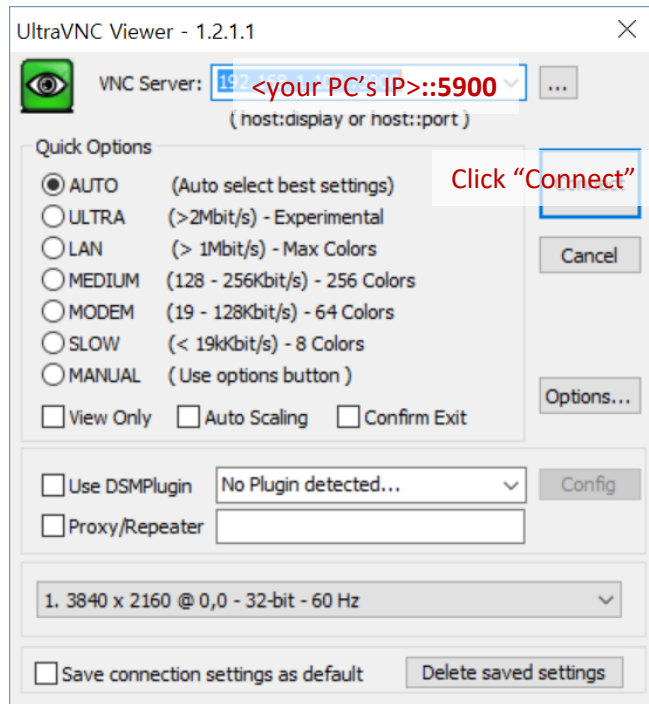 UltraVNC Viewer - 1.2.1.1
VNC Server: <your PC's IP>::5900 ...
( host:display or host::port )
Quick Options
AUTO (Auto select best settings) Click “Connect”
ULTRA (>2Mbit/s) - Experimental
LAN (> 1Mbit/s) - Max Colors Cancel
MEDIUM (128 - 256Kbit/s) - 256 Colors
MODEM (19 - 128Kbit/s) - 64 Colors
SLOW (< 19kKbit/s) - 8 Colors
MANUAL ( Use options button )
Options...
View Only Auto Scaling Confirm Exit
Use DSMPlugin No Plugin detected... Config
Proxy/Repeater
1. 3840 x 2160 @ 0,0 - 32-bit - 60 Hz
Save connection settings as default Delete saved settings